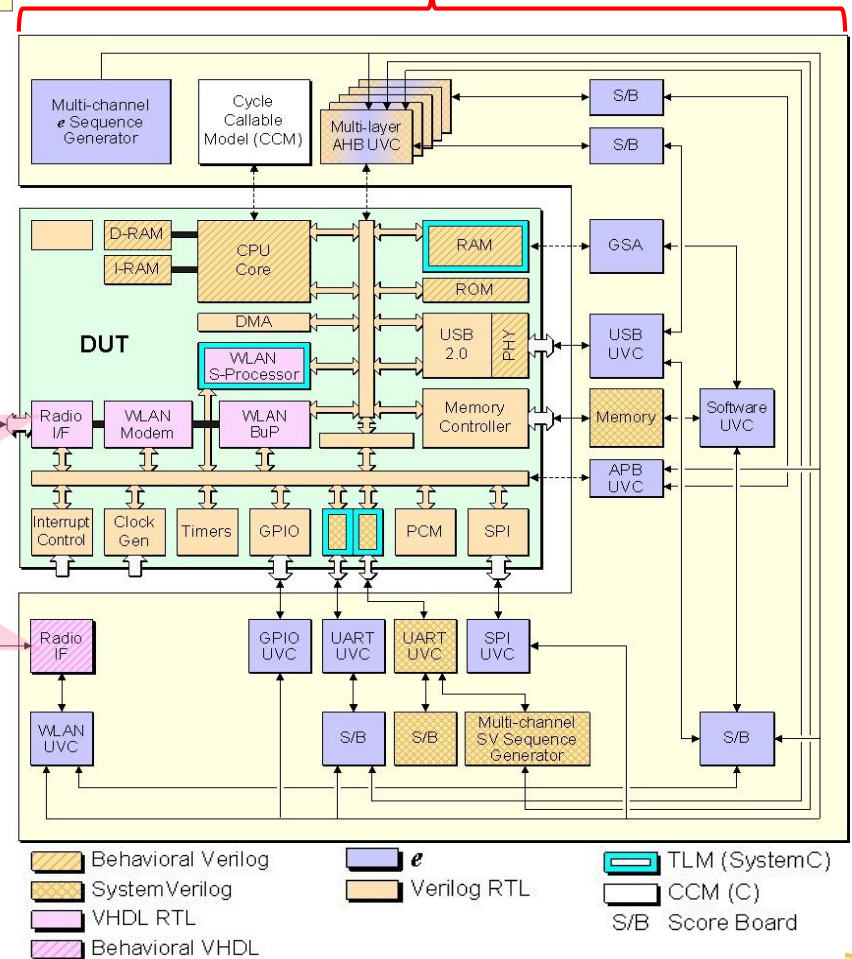 Multi-channel
e Sequence
Generator
Cycle
Callable
Model (CCM)
Multi-layer
AHB UVC
S/B
S/B
D-RAM
I-RAM
CPU
Core
RAM
ROM
GSA
DMA
DUT
WLAN
S-Processor
USB
2.0
PHY
USB
UVC
Radio
I/F
WLAN
Modem
WLAN
BuP
Memory
Controller
Memory
Software
UVC
APB
UVC
Interrupt
Control
Clock
Gen
Timers
GPIO
PCM
SPI
Radio
IF
GPIO
UVC
UART
UVC
UART
UVC
SPI
UVC
WLAN
UVC
S/B
S/B
Multi-channel
SV Sequence
Generator
S/B
Behavioral Verilog
SystemVerilog
VHDL RTL
Behavioral VHDL
e
Verilog RTL
TLM (SystemC)
CCM (C)
S/B Score Board